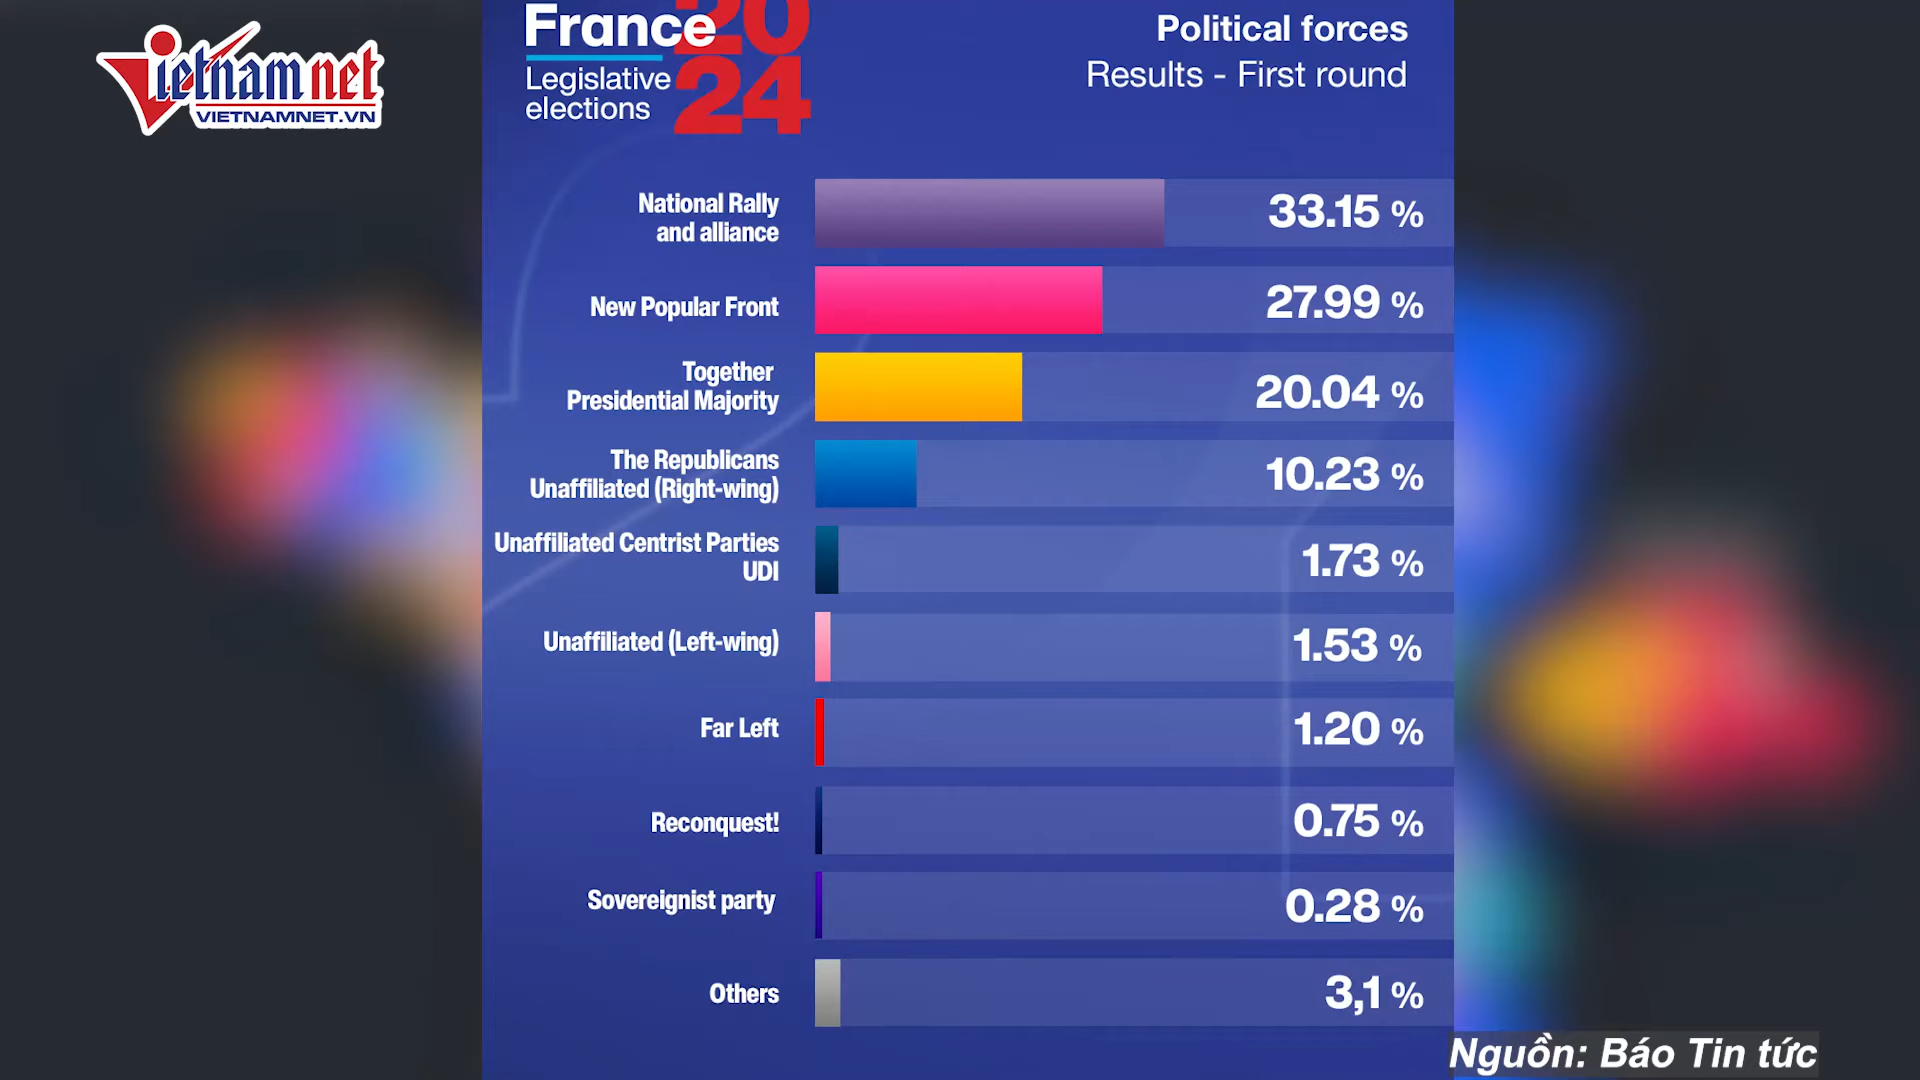 Vietnamnet
VIETNAMNET.VN
France
2024
Legislative
elections
Political forces
Results - First round
National Rally
and alliance
33.15 %
New Popular Front
27.99 %
Together
Presidential Majority
20.04 %
The Republicans
Unaffiliated (Right-wing)
10.23 %
Unaffiliated Centrist Parties
UDI
1.73 %
Unaffiliated (Left-wing)
1.53 %
Far Left
1.20 %
Reconquest!
0.75 %
Sovereignist party
0.28 %
Others
3,1 %
Nguồn: Báo Tin tức